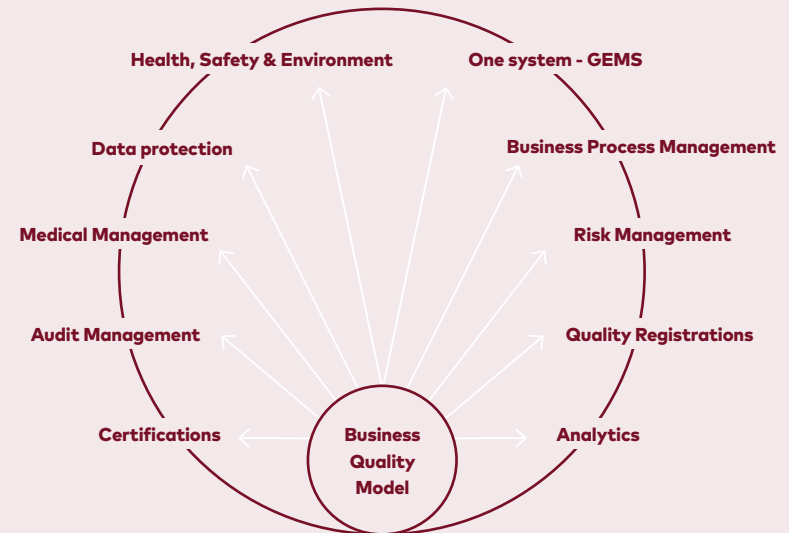 Health, Safety & Environment
One system - GEMS
Data protection
Business Process Management
Medical Management
Risk Management
Audit Management
Quality Registrations
Certifications
Business
Quality
Model
Analytics